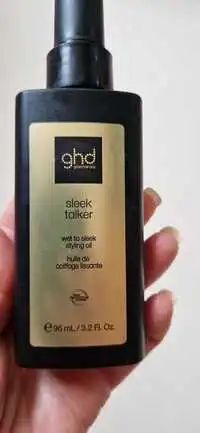 ghd
sleek
talker
wet to sleek
styling oil
huile de
coiffage lissante
℮ 95 mL / 3.2 Fl. Oz.